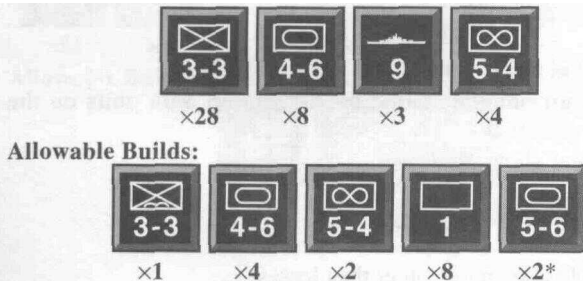 3-3 4-6 9 5-4
×28 ×8 ×3 ×4
Allowable Builds:
3-3 4-6 5-4 1 5-6
×1 ×4 ×2 ×8 ×2*